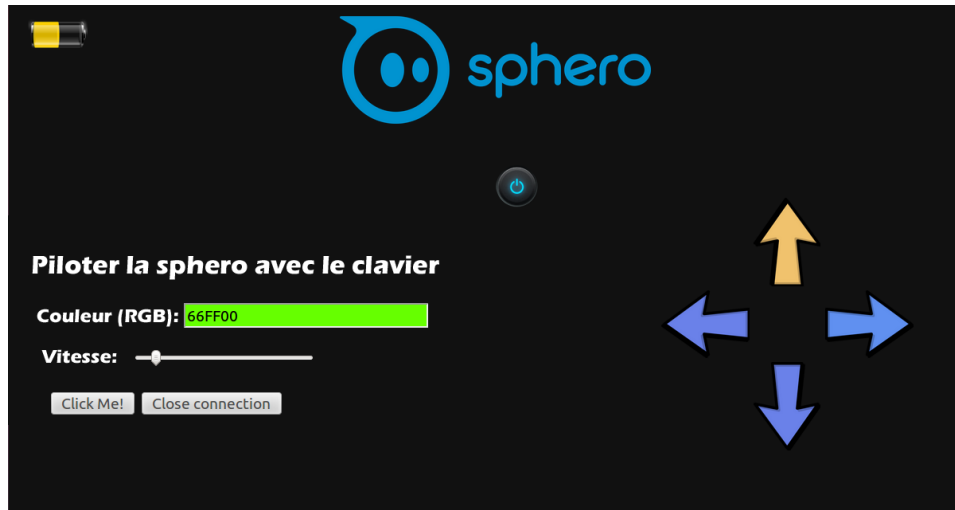 sphero
Piloter la sphero avec le clavier
Couleur (RGB): 66FF00
Vitesse:
Click Me! Close connection